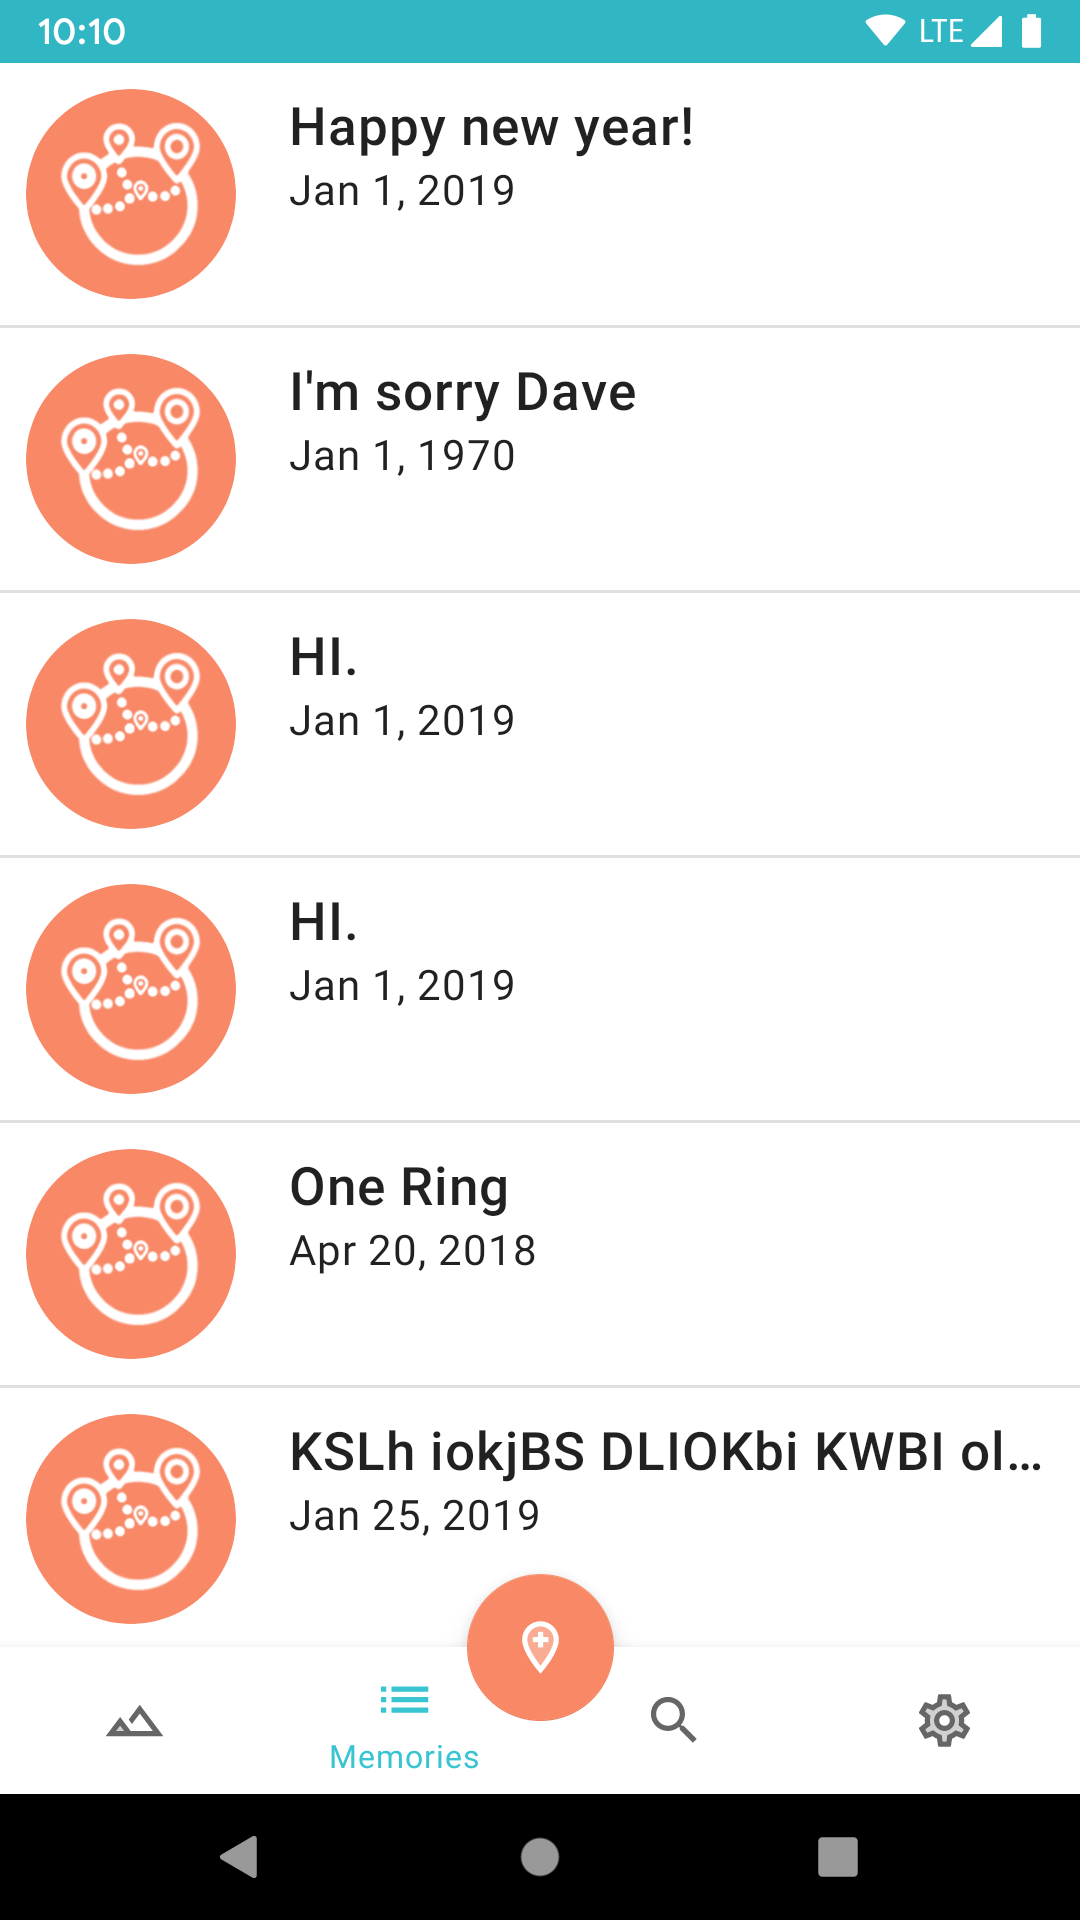 10:10 LTE
Happy new year!
Jan 1, 2019
I'm sorry Dave
Jan 1, 1970
HI.
Jan 1, 2019
HI.
Jan 1, 2019
One Ring
Apr 20, 2018
KSLh iokjBS DLIOKbi KWBI ol…
Jan 25, 2019
Memories